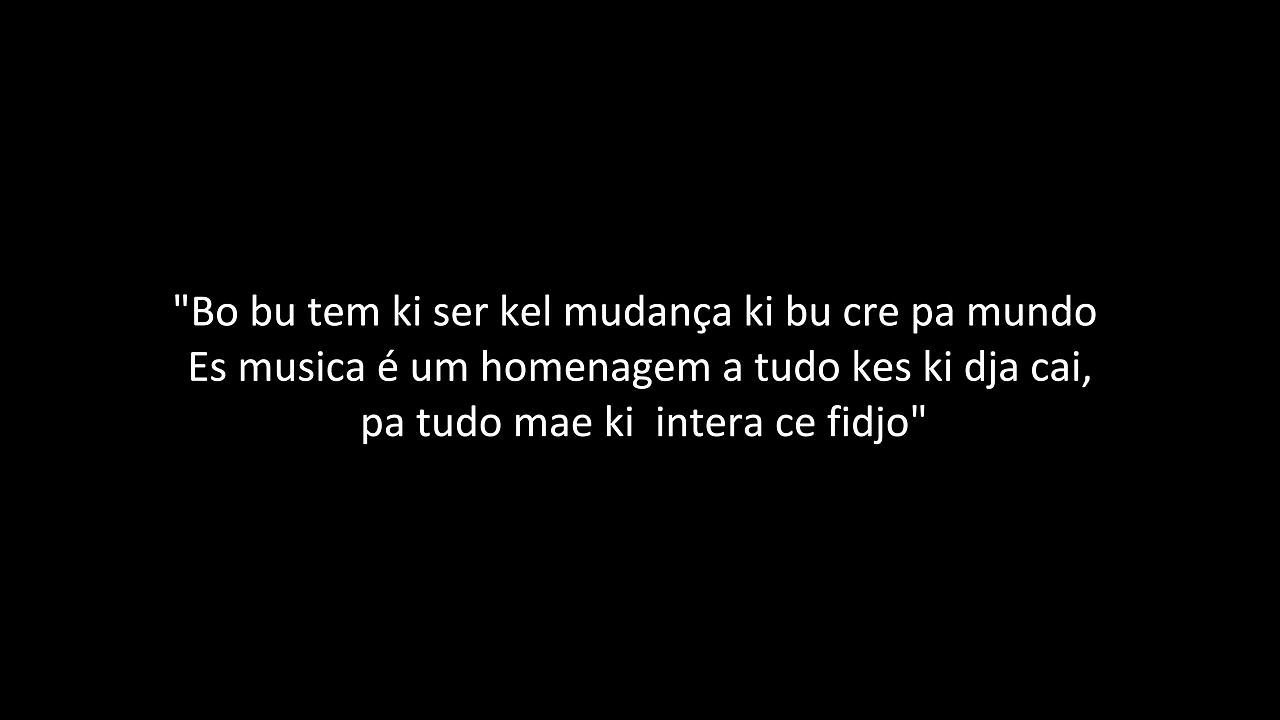 "Bo bu tem ki ser kel mudança ki bu cre pa mundo
Es musica é um homenagem a tudo kes ki dja cai,
pa tudo mae ki  intera ce fidjo"